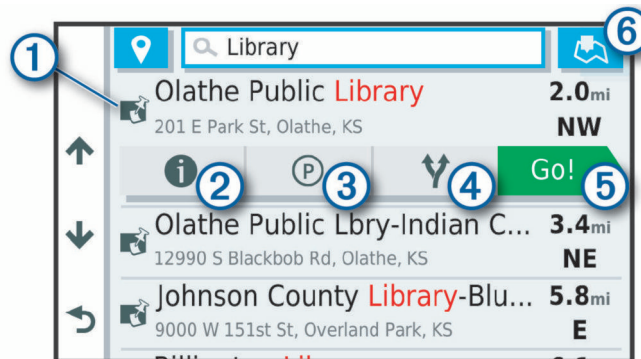 1
6
Library
Olathe Public Library
2.0mi
201 E Park St, Olathe, KS
NW
i
2
P
3
4
Go!
5
Olathe Public Lbry-Indian C...
3.4mi
12990 S Blackbob Rd, Olathe, KS
NE
Johnson County Library-Blu...
5.8mi
9000 W 151st St, Overland Park, KS
E